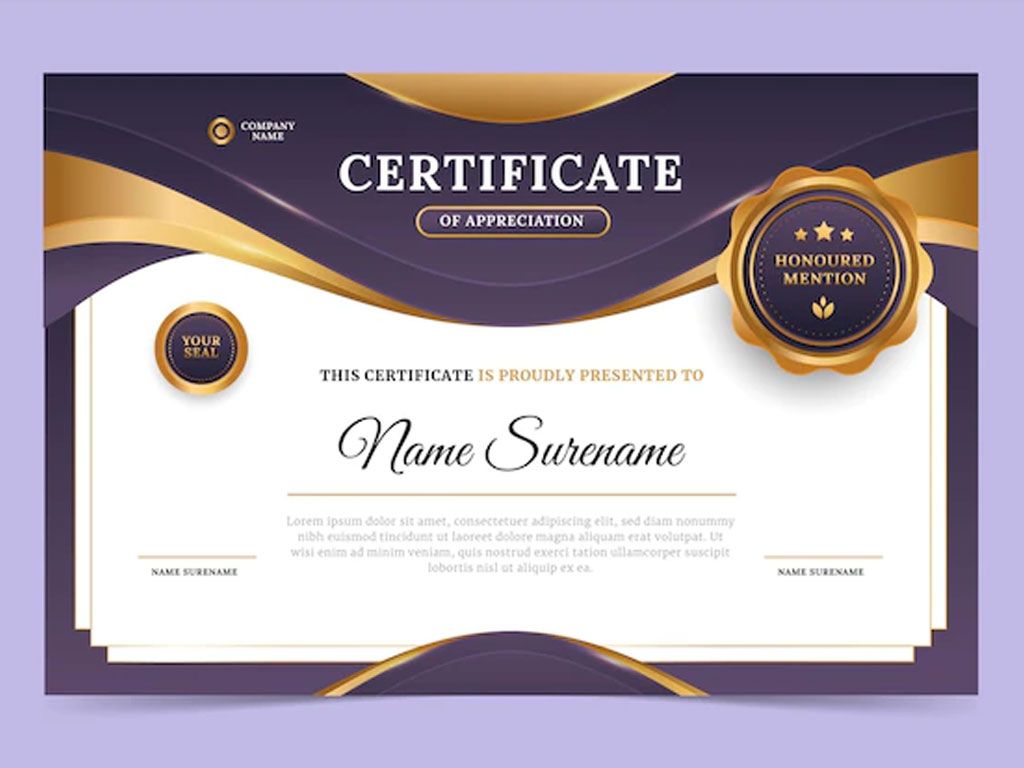 COMPANY
NAME
CERTIFICATE
OF APPRECIATION
HONOURED
MENTION
YOUR
SEAL
THIS CERTIFICATE IS PROUDLY PRESENTED TO
Name Surename
Lorem ipsum dolor sit amet, consectetuer adipiscing elit, sed diam nonummy
nibh euismod tincidunt ut laoreet dolore magna aliquam erat volutpat. Ut
wisi enim ad minim veniam, quis nostrud exerci tation ullamcorper suscipit
lobortis nisl ut aliquip ex ea.
NAME SURENAME
NAME SURENAME